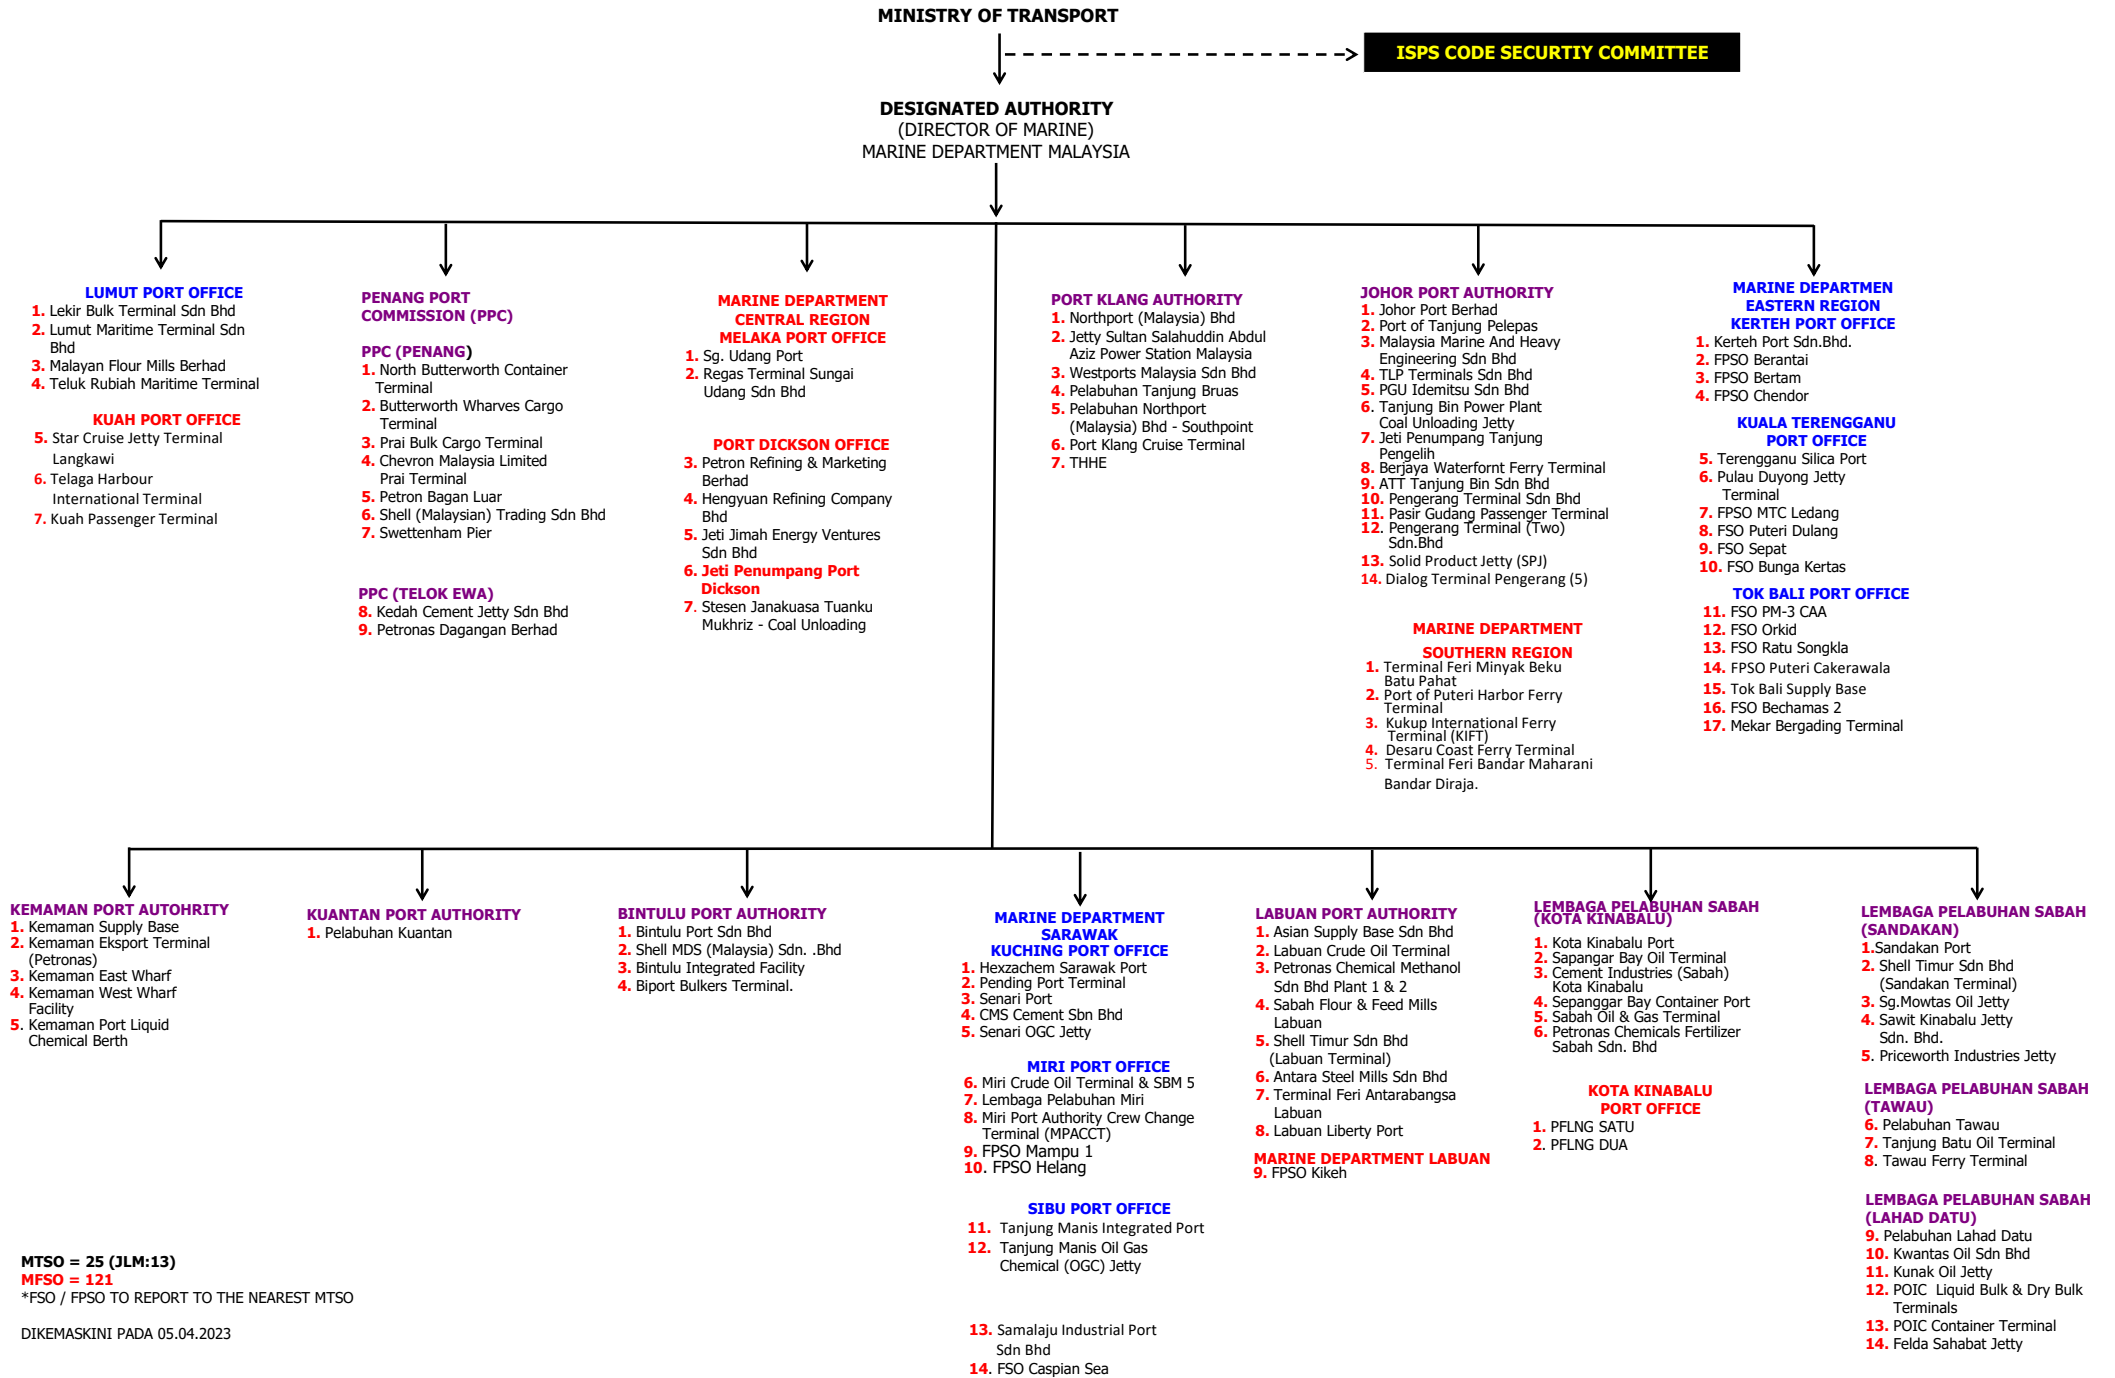 MINISTRY OF TRANSPORT
ISPS CODE SECURTIY COMMITTEE
DESIGNATED AUTHORITY
(DIRECTOR OF MARINE)
MARINE DEPARTMENT MALAYSIA
LUMUT PORT OFFICE
1. Lekir Bulk Terminal Sdn Bhd
2. Lumut Maritime Terminal Sdn
Bhd
3. Malayan Flour Mills Berhad
4. Teluk Rubiah Maritime Terminal
KUAH PORT OFFICE
5. Star Cruise Jetty Terminal
Langkawi
6. Telaga Harbour
International Terminal
7. Kuah Passenger Terminal
PENANG PORT
COMMISSION (PPC)
PPC (PENANG)
1. North Butterworth Container
Terminal
2. Butterworth Wharves Cargo
Terminal
3. Prai Bulk Cargo Terminal
4. Chevron Malaysia Limited
Prai Terminal
5. Petron Bagan Luar
6. Shell (Malaysian) Trading Sdn Bhd
7. Swettenham Pier
PPC (TELOK EWA)
8. Kedah Cement Jetty Sdn Bhd
9. Petronas Dagangan Berhad
MARINE DEPARTMENT
CENTRAL REGION
MELAKA PORT OFFICE
1. Sg. Udang Port
2. Regas Terminal Sungai
Udang Sdn Bhd
PORT DICKSON OFFICE
3. Petron Refining & Marketing
Berhad
4. Hengyuan Refining Company
Bhd
5. Jeti Jimah Energy Ventures
Sdn Bhd
6. Jeti Penumpang Port
Dickson
7. Stesen Janakuasa Tuanku
Mukhriz - Coal Unloading
PORT KLANG AUTHORITY
1. Northport (Malaysia) Bhd
2. Jetty Sultan Salahuddin Abdul
Aziz Power Station Malaysia
3. Westports Malaysia Sdn Bhd
4. Pelabuhan Tanjung Bruas
5. Pelabuhan Northport
(Malaysia) Bhd - Southpoint
6. Port Klang Cruise Terminal
7. THHE
JOHOR PORT AUTHORITY
1. Johor Port Berhad
2. Port of Tanjung Pelepas
3. Malaysia Marine And Heavy
Engineering Sdn Bhd
4. TLP Terminals Sdn Bhd
5. PGU Idemitsu Sdn Bhd
6. Tanjung Bin Power Plant
Coal Unloading Jetty
7. Jeti Penumpang Tanjung
Pengelih
8. Berjaya Waterfornt Ferry Terminal
9. ATT Tanjung Bin Sdn Bhd
10. Pengerang Terminal Sdn Bhd
11. Pasir Gudang Passenger Terminal
12. Pengerang Terminal (Two)
Sdn.Bhd
13. Solid Product Jetty (SPJ)
14. Dialog Terminal Pengerang (5)
MARINE DEPARTMENT
SOUTHERN REGION
1. Terminal Feri Minyak Beku
Batu Pahat
2. Port of Puteri Harbor Ferry
Terminal
3. Kukup International Ferry
Terminal (KIFT)
4. Desaru Coast Ferry Terminal
5. Terminal Feri Bandar Maharani
Bandar Diraja.
MARINE DEPARTMEN
EASTERN REGION
KERTEH PORT OFFICE
1. Kerteh Port Sdn.Bhd.
2. FPSO Berantai
3. FPSO Bertam
4. FPSO Chendor
KUALA TERENGGANU
PORT OFFICE
5. Terengganu Silica Port
6. Pulau Duyong Jetty
Terminal
7. FPSO MTC Ledang
8. FSO Puteri Dulang
9. FSO Sepat
10. FSO Bunga Kertas
TOK BALI PORT OFFICE
11. FSO PM-3 CAA
12. FSO Orkid
13. FSO Ratu Songkla
14. FPSO Puteri Cakerawala
15. Tok Bali Supply Base
16. FSO Bechamas 2
17. Mekar Bergading Terminal
KEMAMAN PORT AUTOHRITY
1. Kemaman Supply Base
2. Kemaman Eksport Terminal
(Petronas)
3. Kemaman East Wharf
4. Kemaman West Wharf
Facility
5. Kemaman Port Liquid
Chemical Berth
KUANTAN PORT AUTHORITY
1. Pelabuhan Kuantan
BINTULU PORT AUTHORITY
1. Bintulu Port Sdn Bhd
2. Shell MDS (Malaysia) Sdn. .Bhd
3. Bintulu Integrated Facility
4. Biport Bulkers Terminal.
MARINE DEPARTMENT
SARAWAK
KUCHING PORT OFFICE
1. Hexzachem Sarawak Port
2. Pending Port Terminal
3. Senari Port
4. CMS Cement Sbn Bhd
5. Senari OGC Jetty
MIRI PORT OFFICE
6. Miri Crude Oil Terminal & SBM 5
7. Lembaga Pelabuhan Miri
8. Miri Port Authority Crew Change
Terminal (MPACCT)
9. FPSO Mampu 1
10. FPSO Helang
SIBU PORT OFFICE
11. Tanjung Manis Integrated Port
12. Tanjung Manis Oil Gas
Chemical (OGC) Jetty
13. Samalaju Industrial Port
Sdn Bhd
14. FSO Caspian Sea
LABUAN PORT AUTHORITY
1. Asian Supply Base Sdn Bhd
2. Labuan Crude Oil Terminal
3. Petronas Chemical Methanol
Sdn Bhd Plant 1 & 2
4. Sabah Flour & Feed Mills
Labuan
5. Shell Timur Sdn Bhd
(Labuan Terminal)
6. Antara Steel Mills Sdn Bhd
7. Terminal Feri Antarabangsa
Labuan
8. Labuan Liberty Port
MARINE DEPARTMENT LABUAN
9. FPSO Kikeh
LEMBAGA PELABUHAN SABAH
(KOTA KINABALU)
1. Kota Kinabalu Port
2. Sapangar Bay Oil Terminal
3. Cement Industries (Sabah)
Kota Kinabalu
4. Sepanggar Bay Container Port
5. Sabah Oil & Gas Terminal
6. Petronas Chemicals Fertilizer
Sabah Sdn. Bhd
KOTA KINABALU
PORT OFFICE
1. PFLNG SATU
2. PFLNG DUA
LEMBAGA PELABUHAN SABAH
(SANDAKAN)
1.Sandakan Port
2. Shell Timur Sdn Bhd
(Sandakan Terminal)
3. Sg.Mowtas Oil Jetty
4. Sawit Kinabalu Jetty
Sdn. Bhd.
5. Priceworth Industries Jetty
LEMBAGA PELABUHAN SABAH
(TAWAU)
6. Pelabuhan Tawau
7. Tanjung Batu Oil Terminal
8. Tawau Ferry Terminal
LEMBAGA PELABUHAN SABAH
(LAHAD DATU)
9. Pelabuhan Lahad Datu
10. Kwantas Oil Sdn Bhd
11. Kunak Oil Jetty
12. POIC Liquid Bulk & Dry Bulk
Terminals
13. POIC Container Terminal
14. Felda Sahabat Jetty
MTSO = 25 (JLM:13)
MFSO = 121
*FSO / FPSO TO REPORT TO THE NEAREST MTSO
DIKEMASKINI PADA 05.04.2023